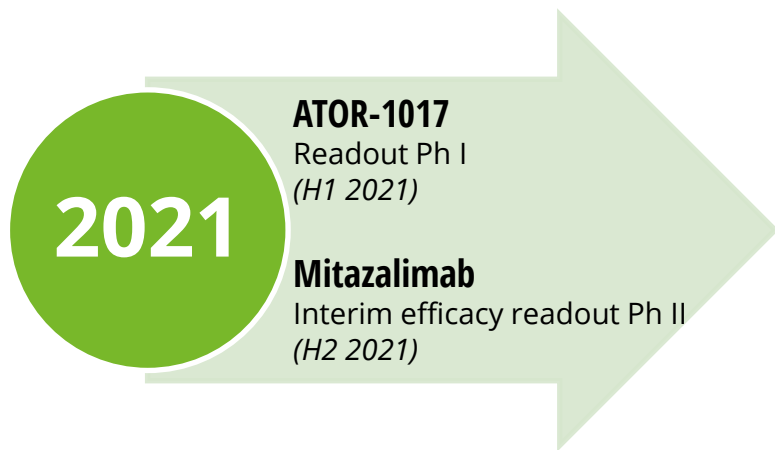 2021
ATOR-1017
Readout Ph I
(H1 2021)
Mitazalimab
Interim efficacy readout Ph II
(H2 2021)